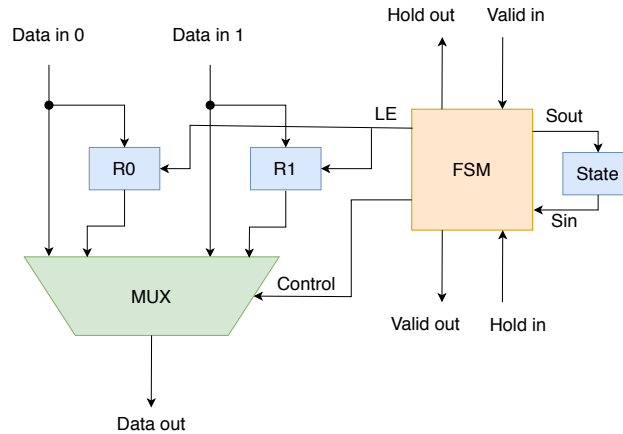 Data in 0
Data in 1
Hold out
Valid in
LE
Sout
R0
R1
FSM
State
Sin
Control
MUX
Valid out
Hold in
Data out